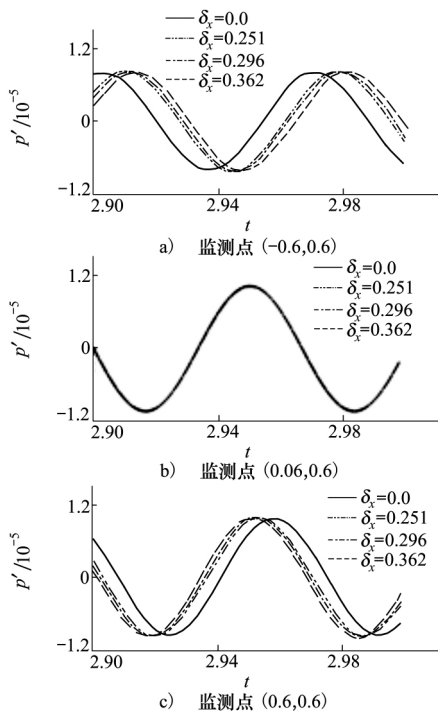 δx=0.0
δx=0.251
δx=0.296
δx=0.362
p′/10⁻⁵
1.2
0
−1.2
2.90 2.94 2.98
t
a) 监测点 (−0.6,0.6)
δx=0.0
δx=0.251
δx=0.296
δx=0.362
p′/10⁻⁵
1.2
0
−1.2
2.90 2.94 2.98
t
b) 监测点 (0.06,0.6)
δx=0.0
δx=0.251
δx=0.296
δx=0.362
p′/10⁻⁵
1.2
0
−1.2
2.90 2.94 2.98
t
c) 监测点(0.6,0.6)